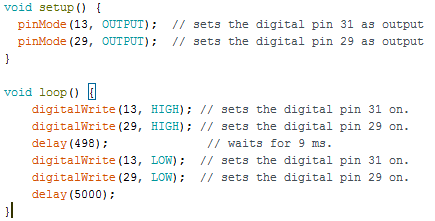 void setup() {
  pinMode(13, OUTPUT);  // sets the digital pin 31 as output
  pinMode(29, OUTPUT);  // sets the digital pin 29 as output
}

void loop() {
    digitalWrite(13, HIGH); // sets the digital pin 31 on.
    digitalWrite(29, HIGH); // sets the digital pin 29 on.
    delay(498);              // waits for 9 ms.
    digitalWrite(13, LOW);  // sets the digital pin 31 on.
    digitalWrite(29, LOW);  // sets the digital pin 29 on.
    delay(5000);
}